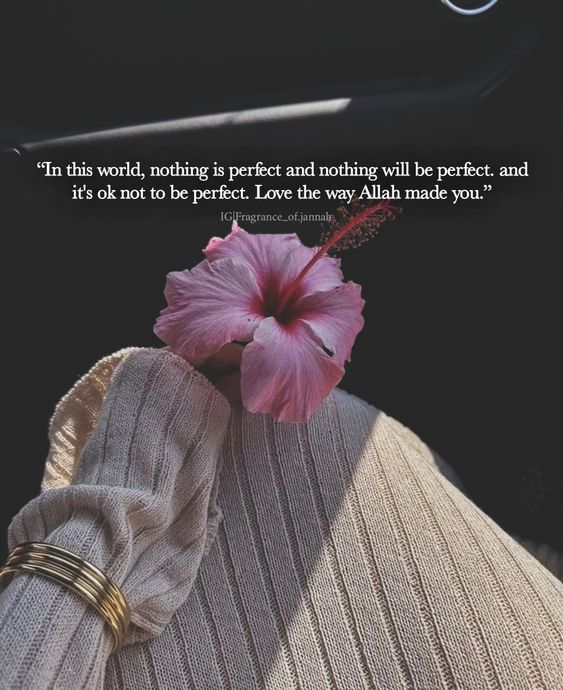 “In this world, nothing is perfect and nothing will be perfect. and
it's ok not to be perfect. Love the way Allah made you.”
IG|Fragrance_of.jannah